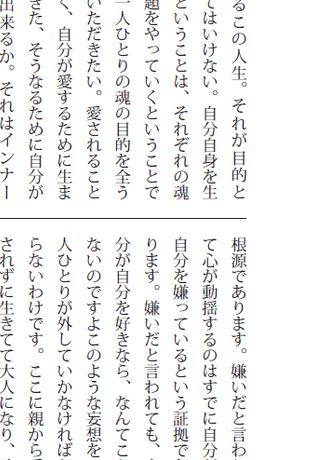 るこの人生。それが目的と
てはいけない。自分自身を生
ということは、それぞれの魂
題をやっていくということで
一人ひとりの魂の目的を全う
いただきたい。愛されること
く、自分が愛するために生ま
きた、そうなるために自分が
出来るか。それはインナー
根源であります。嫌いだと言わ
て心が動揺するのはすでに自分
自分を嫌っているという証拠で
ります。嫌いだと言われても、
分が自分を好きなら、なんてこ
ないのですよこのような妄想を
人ひとりが外していかなければ
らないわけです。ここに親から
されずに生きてて大人になり、